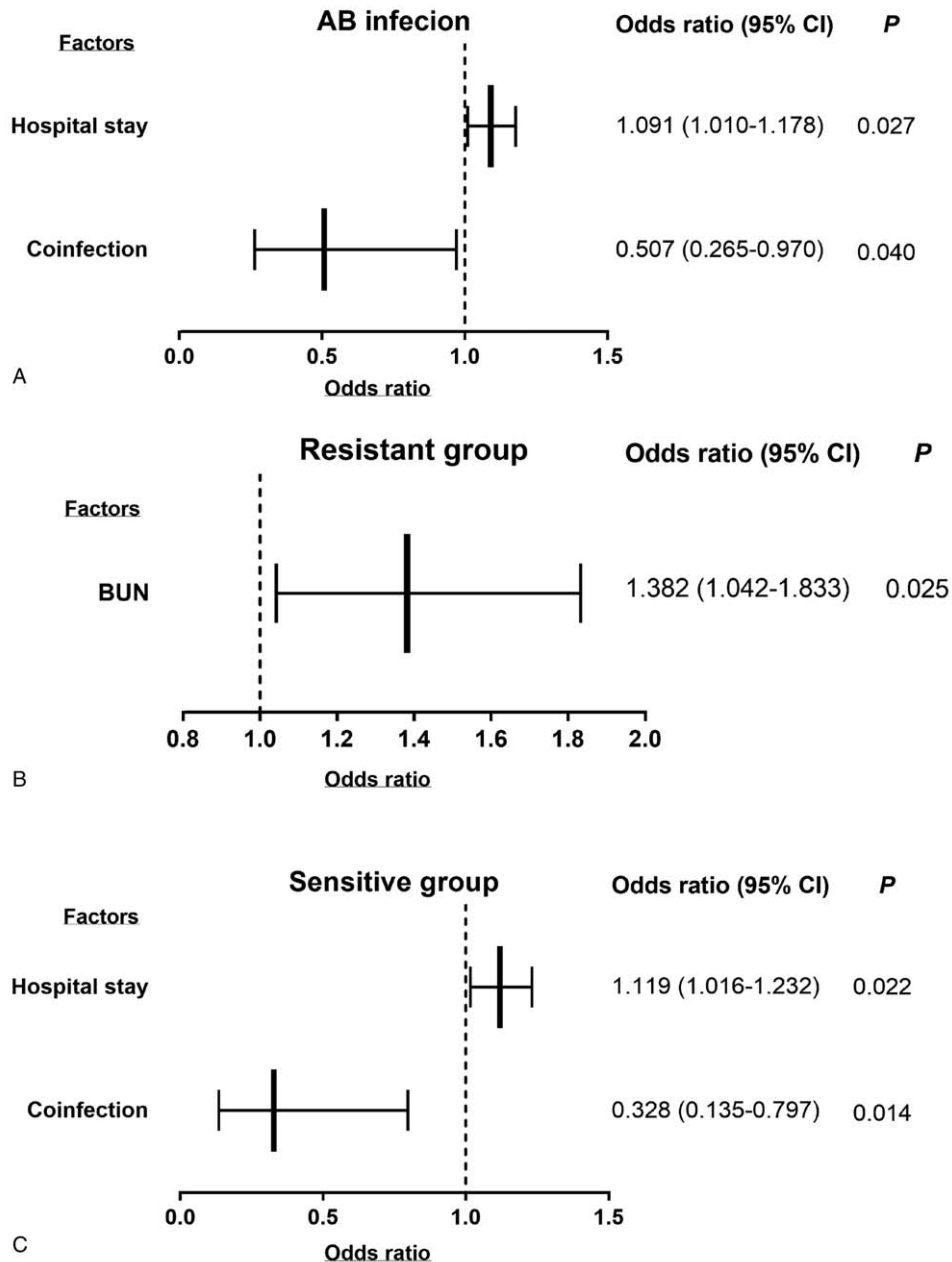 AB infecion Odds ratio (95% CI) P
Factors
Hospital stay 1.091 (1.010-1.178) 0.027
Coinfection 0.507 (0.265-0.970) 0.040
0.0 0.5 1.0 1.5
A
Odds ratio
Resistant group Odds ratio (95% CI) P
Factors
BUN 1.382 (1.042-1.833) 0.025
0.8 1.0 1.2 1.4 1.6 1.8 2.0
B
Odds ratio
Sensitive group Odds ratio (95% CI) P
Factors
Hospital stay 1.119 (1.016-1.232) 0.022
Coinfection 0.328 (0.135-0.797) 0.014
0.0 0.5 1.0 1.5
C
Odds ratio